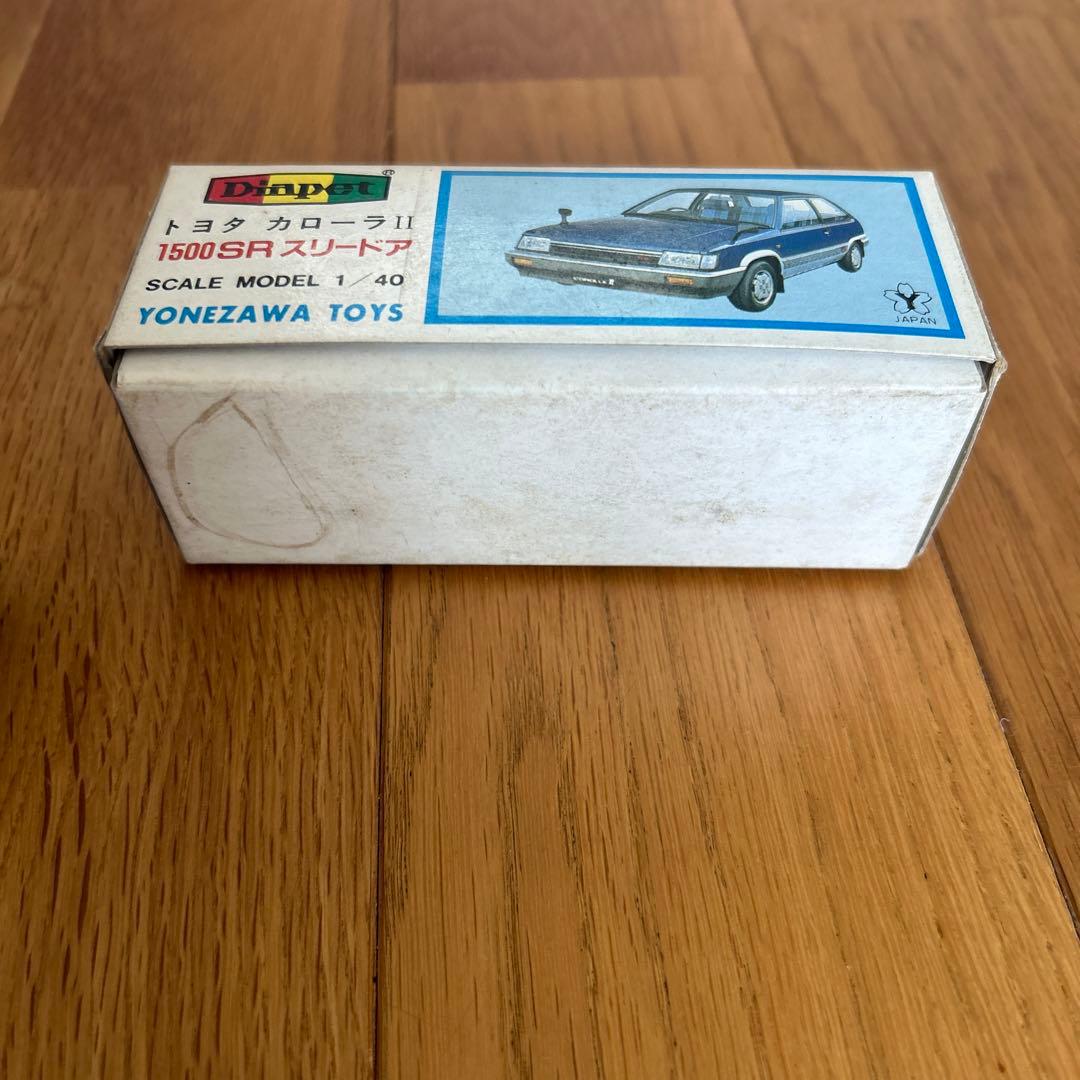 Diapet®
トヨタ カローラII
1500SR スリードア
SCALE MODEL 1/40
YONEZAWA TOYS
Y
JAPAN